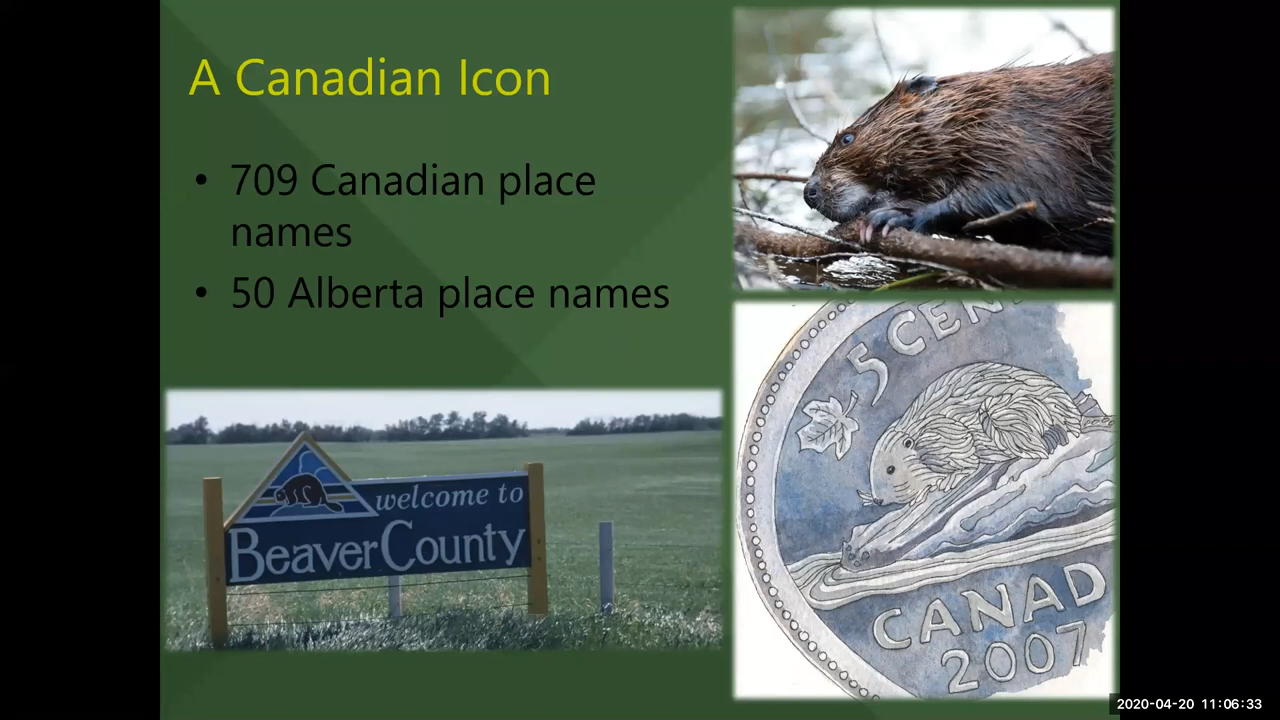 A Canadian Icon
• 709 Canadian place
names
• 50 Alberta place names
welcome to
BeaverCounty
5 CEN
CANAD
2007
2020-04-20 11:06:33